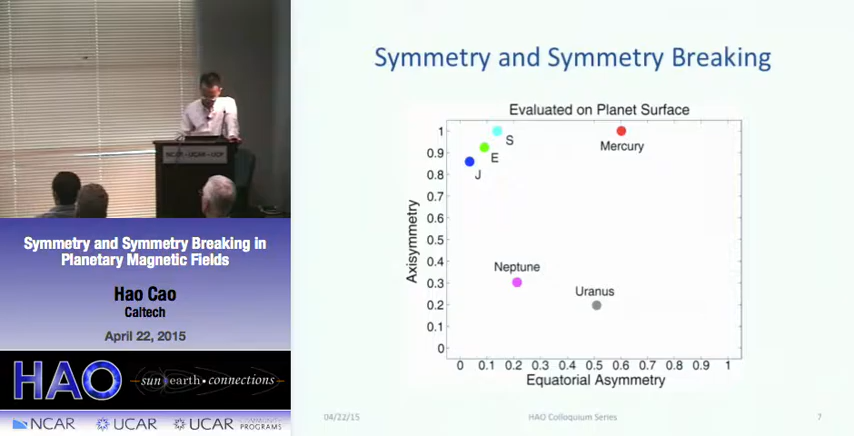 Symmetry and Symmetry Breaking
Evaluated on Planet Surface
1
0.9
0.8
0.7
0.6
0.5
0.4
0.3
0.2
0.1
0
Axisymmetry
S
E
J
Mercury
Neptune
Uranus
0 0.1 0.2 0.3 0.4 0.5 0.6 0.7 0.8 0.9 1
Equatorial Asymmetry
04/22/15 HAO Colloquium Series 7
NCAR • UCAR • UCP
Symmetry and Symmetry Breaking in
Planetary Magnetic Fields
Hao Cao
Caltech
April 22, 2015
HAO sun earth • connections
NCAR UCAR UCAR COMMUNITY
PROGRAMS